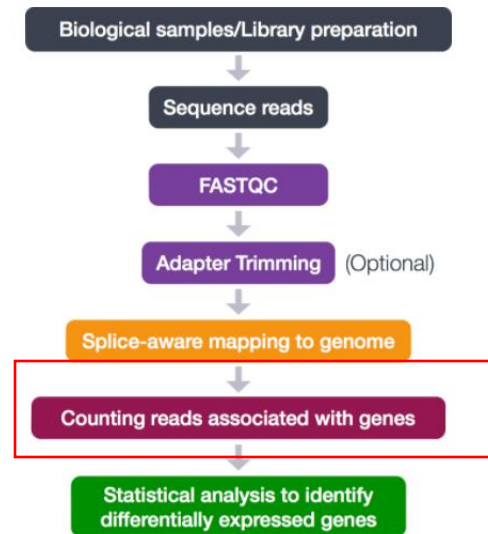 Biological samples/Library preparation
Sequence reads
FASTQC
Adapter Trimming (Optional)
Splice-aware mapping to genome
Counting reads associated with genes
Statistical analysis to identify
differentially expressed genes